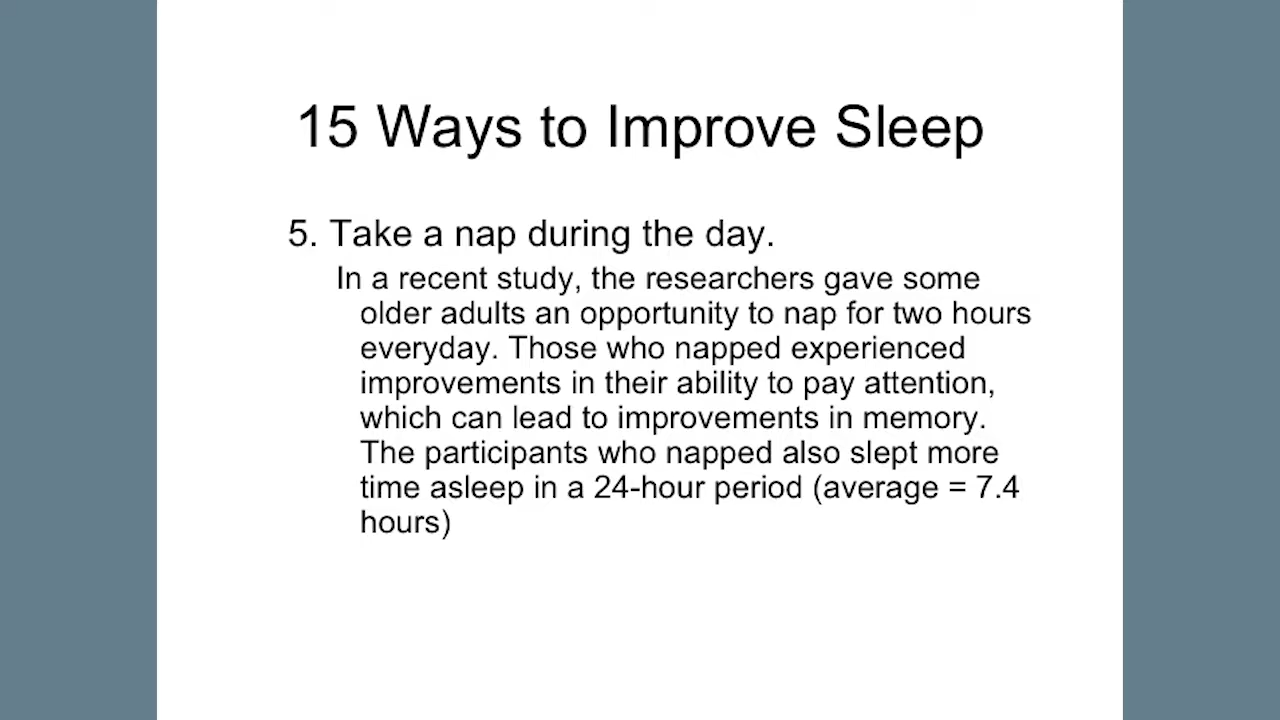 15 Ways to Improve Sleep
5. Take a nap during the day.
In a recent study, the researchers gave some
older adults an opportunity to nap for two hours
everyday. Those who napped experienced
improvements in their ability to pay attention,
which can lead to improvements in memory.
The participants who napped also slept more
time asleep in a 24-hour period (average = 7.4
hours)